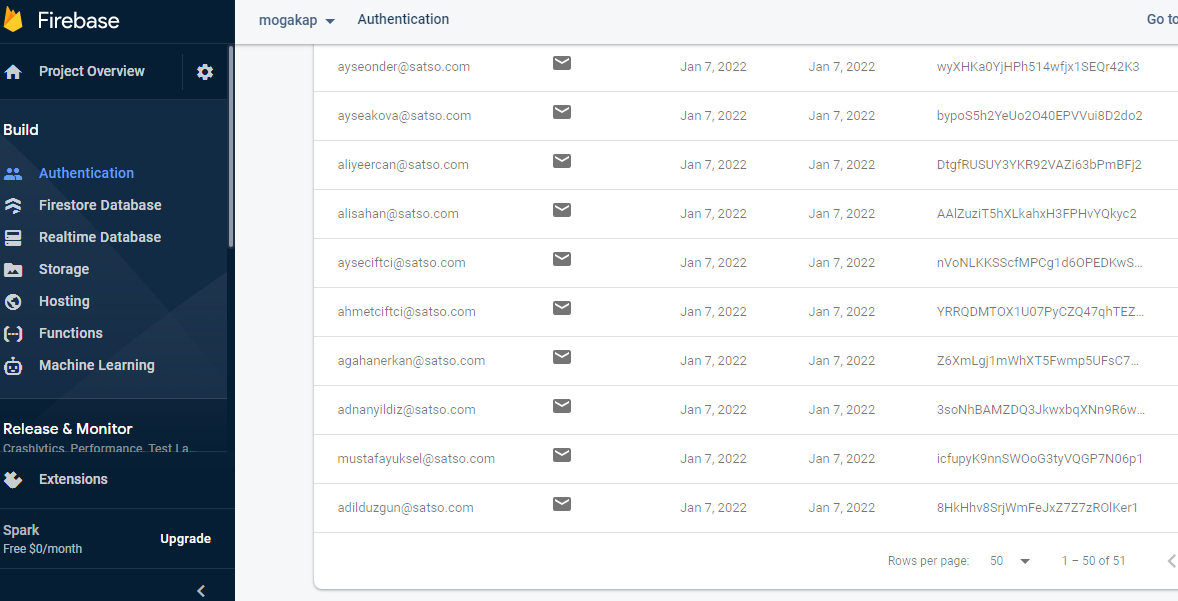 Firebase
mogakap
Authentication
Go to
Project Overview
Build
Authentication
Firestore Database
Realtime Database
Storage
Hosting
Functions
Machine Learning
Release & Monitor
Crashlytics, Performance, Test La...
Extensions
Spark
Free $0/month
Upgrade
ayseonder@satso.com Jan 7, 2022 Jan 7, 2022 wyXHKa0YjHPh514wfjx1SEQr42K3
ayseakova@satso.com Jan 7, 2022 Jan 7, 2022 bypoS5h2YeUo2O40EPVVui8D2do2
aliyeercan@satso.com Jan 7, 2022 Jan 7, 2022 DtgfRUSUY3YKR92VAZi63bPmBFj2
alisahan@satso.com Jan 7, 2022 Jan 7, 2022 AAlZuziT5hXLkahxH3FPHvYQkyc2
ayseciftci@satso.com Jan 7, 2022 Jan 7, 2022 nVoNLKKSScfMPCg1d6OPEDKwS...
ahmetciftci@satso.com Jan 7, 2022 Jan 7, 2022 YRRQDMTOX1U07PyCZQ47qhTEZ...
agahanerkan@satso.com Jan 7, 2022 Jan 7, 2022 Z6XmLgj1mWhXT5Fwmp5UFsC7...
adnanyildiz@satso.com Jan 7, 2022 Jan 7, 2022 3soNhBAMZDQ3JkwxbqXNn9R6w...
mustafayuksel@satso.com Jan 7, 2022 Jan 7, 2022 icfupyK9nnSWOoG3tyVQGP7N06p1
adilduzgun@satso.com Jan 7, 2022 Jan 7, 2022 8HkHhv8SrjWmFeJxZ7Z7zROlKer1
Rows per page: 50 1 – 50 of 51